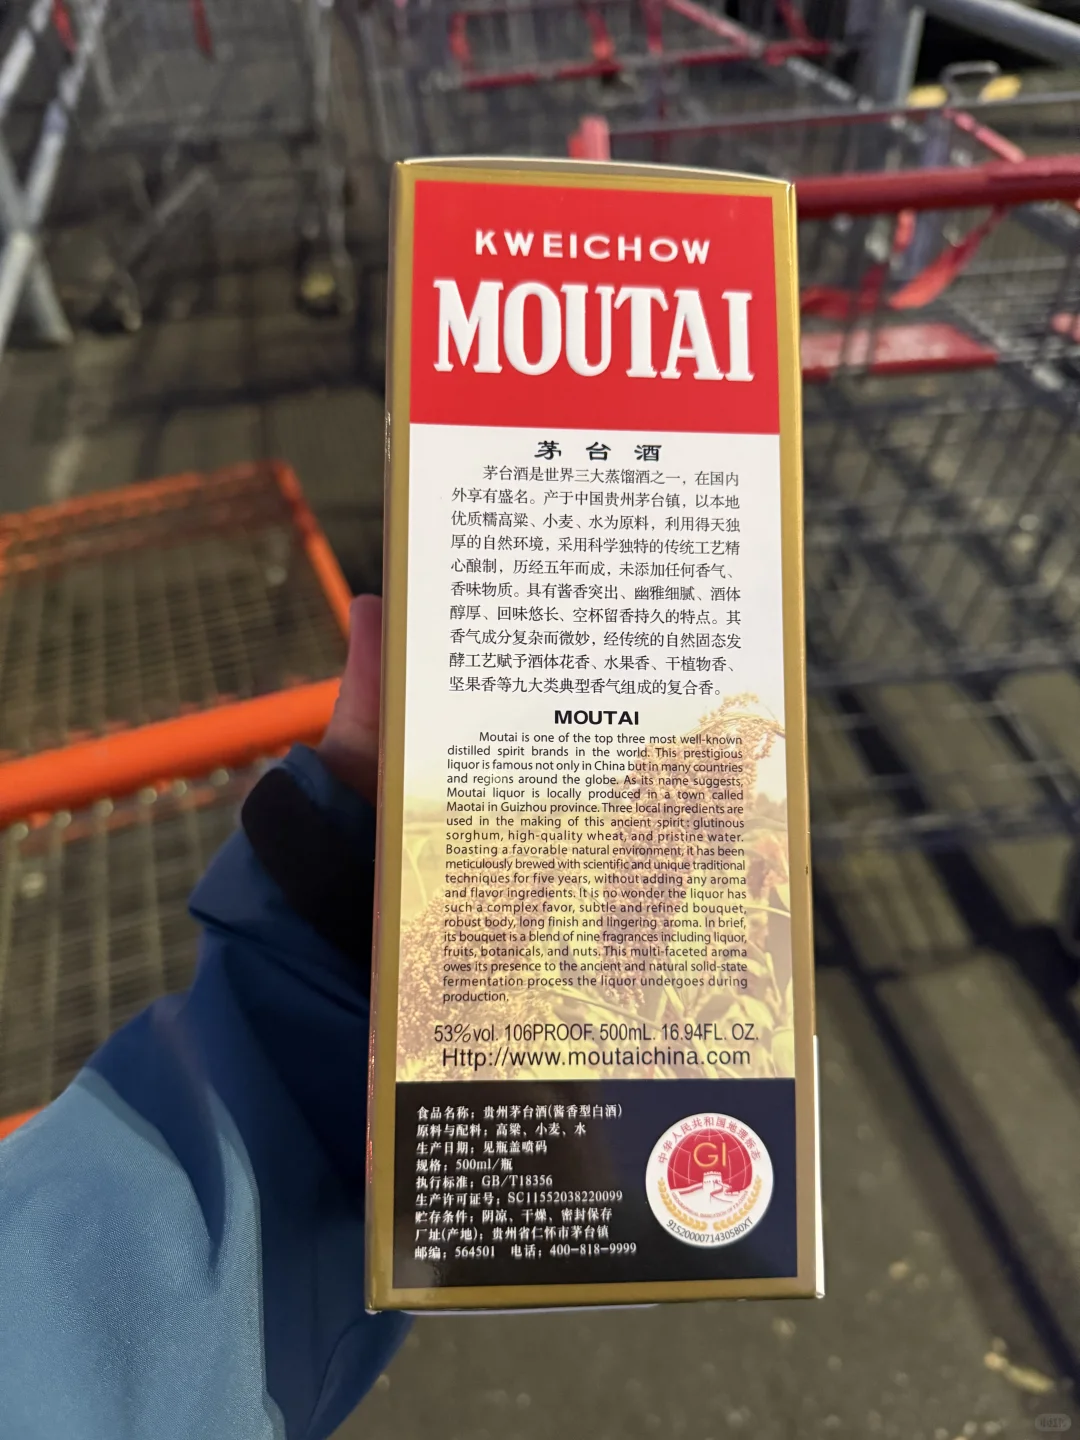 KWEICHOW
MOUTAI
茅台酒
茅台酒是世界三大蒸馏酒之一，在国内
外享有盛名。产于中国贵州茅台镇，以本地
优质糯高粱、小麦、水为原料，利用得天独
厚的自然环境，采用科学独特的传统工艺精
心酿制，历经五年而成，未添加任何香气、
香味物质。具有酱香突出、幽雅细腻、酒体
醇厚、回味悠长、空杯留香持久的特点。其
香气成分复杂而微妙，经传统的自然固态发
酵工艺赋予酒体花香、水果香、干植物香、
坚果香等九大类典型香气组成的复合香。
MOUTAI
Moutai is one of the top three most well-known
distilled spirit brands in the world. This prestigious
liquor is famous not only in China but in many countries
and regions around the globe. As its name suggests,
Moutai liquor is locally produced in a town called
Maotai in Guizhou province. Three local ingredients are
used in the making of this ancient spirit: glutinous
sorghum, high-quality wheat, and pristine water.
Boasting a favorable natural environment, it has been
meticulously brewed with scientific and unique traditional
techniques for five years, without adding any aroma
and flavor ingredients. It is no wonder the liquor has
such a complex favor, subtle and refined bouquet,
robust body, long finish and lingering aroma. In brief,
its bouquet is a blend of nine fragrances including liquor,
fruits, botanicals, and nuts. This multi-faceted aroma
owes its presence to the ancient and natural solid-state
fermentation process the liquor undergoes during
production.
53%vol. 106PROOF. 500mL. 16.94FL. OZ.
Http://www.moutaichina.com
食品名称：贵州茅台酒(酱香型白酒)
原料与配料：高粱、小麦、水
生产日期：见瓶盖喷码
规格：500ml/瓶
执行标准：GB/T18356
生产许可证号：SC11552038220099
贮存条件：阴凉、干燥、密封保存
厂址(产地)：贵州省仁怀市茅台镇
邮编：564501 电话：400-818-9999
中华人民共和国地理标志
GI
9152000071430580XT